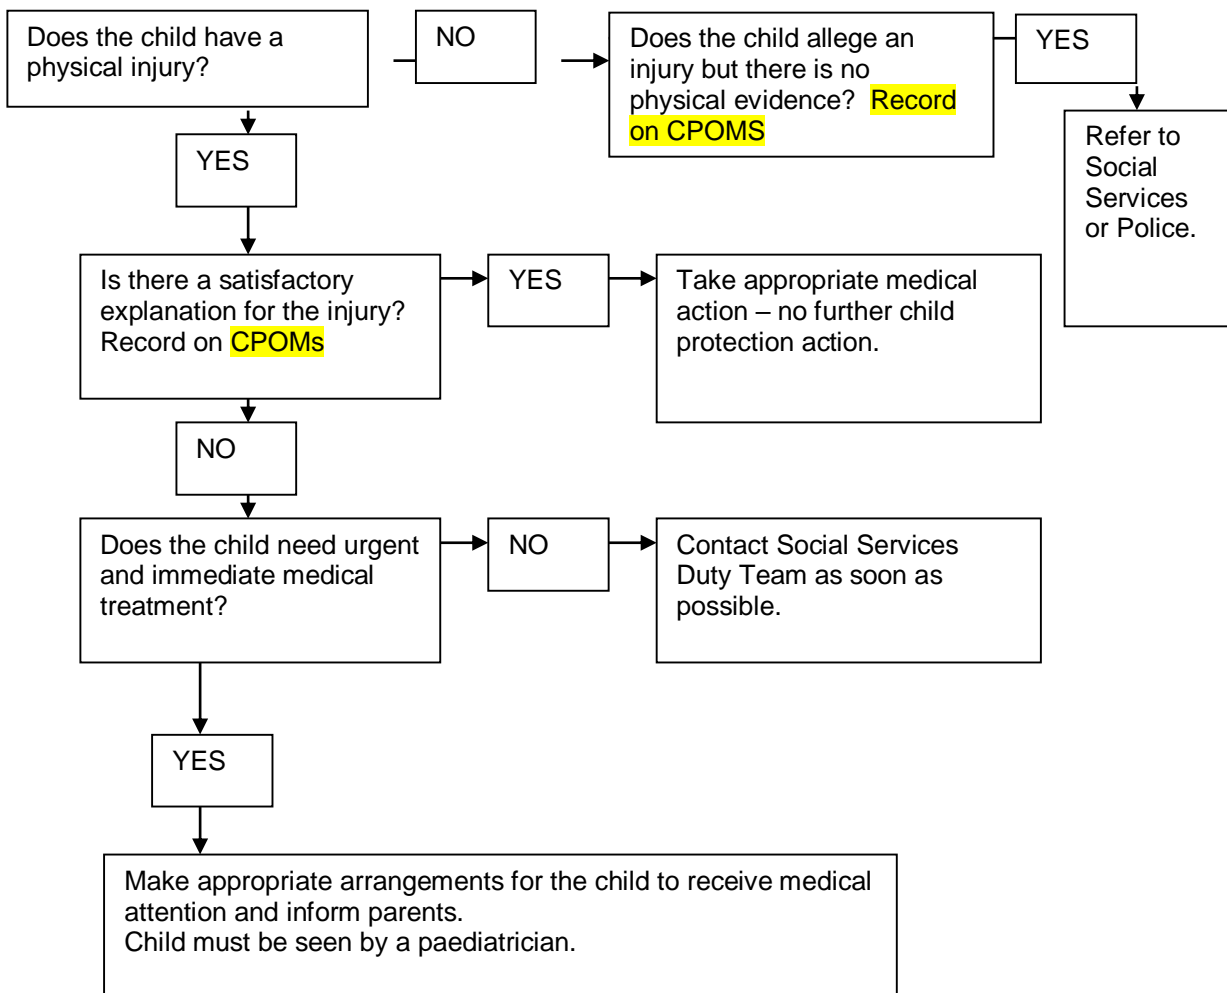 Does the child have a
physical injury?
NO
Does the child allege an
injury but there is no
physical evidence? Record
on CPOMS
YES
Refer to
Social
Services
or Police.
YES
Is there a satisfactory
explanation for the injury?
Record on CPOMs
YES
Take appropriate medical
action – no further child
protection action.
NO
Does the child need urgent
and immediate medical
treatment?
NO
Contact Social Services
Duty Team as soon as
possible.
YES
Make appropriate arrangements for the child to receive medical
attention and inform parents.
Child must be seen by a paediatrician.